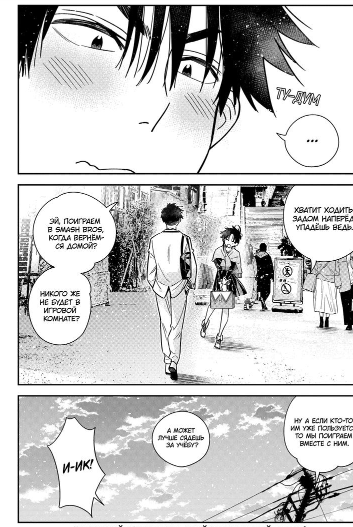 ТУ-ДУМ
...
ЭЙ, ПОИГРАЕМ
В SMASH BROS,
КОГДА ВЕРНЁМ-
СЯ ДОМОЙ?
ХВАТИТ ХОДИТЬ
ЗАДОМ НАПЕРЁД,
УПАДЁШЬ ВЕДЬ.
НИКОГО ЖЕ
НЕ БУДЕТ В
ИГРОВОЙ
КОМНАТЕ?
НУ А ЕСЛИ КТО-ТО
ИМ УЖЕ ПОЛЬЗУЕТС
ТО МЫ ПОИГРАЕМ
ВМЕСТЕ С НИМ.
А МОЖЕТ
ЛУЧШЕ СЯДЕШЬ
ЗА УЧЁБУ?
И-ИК!